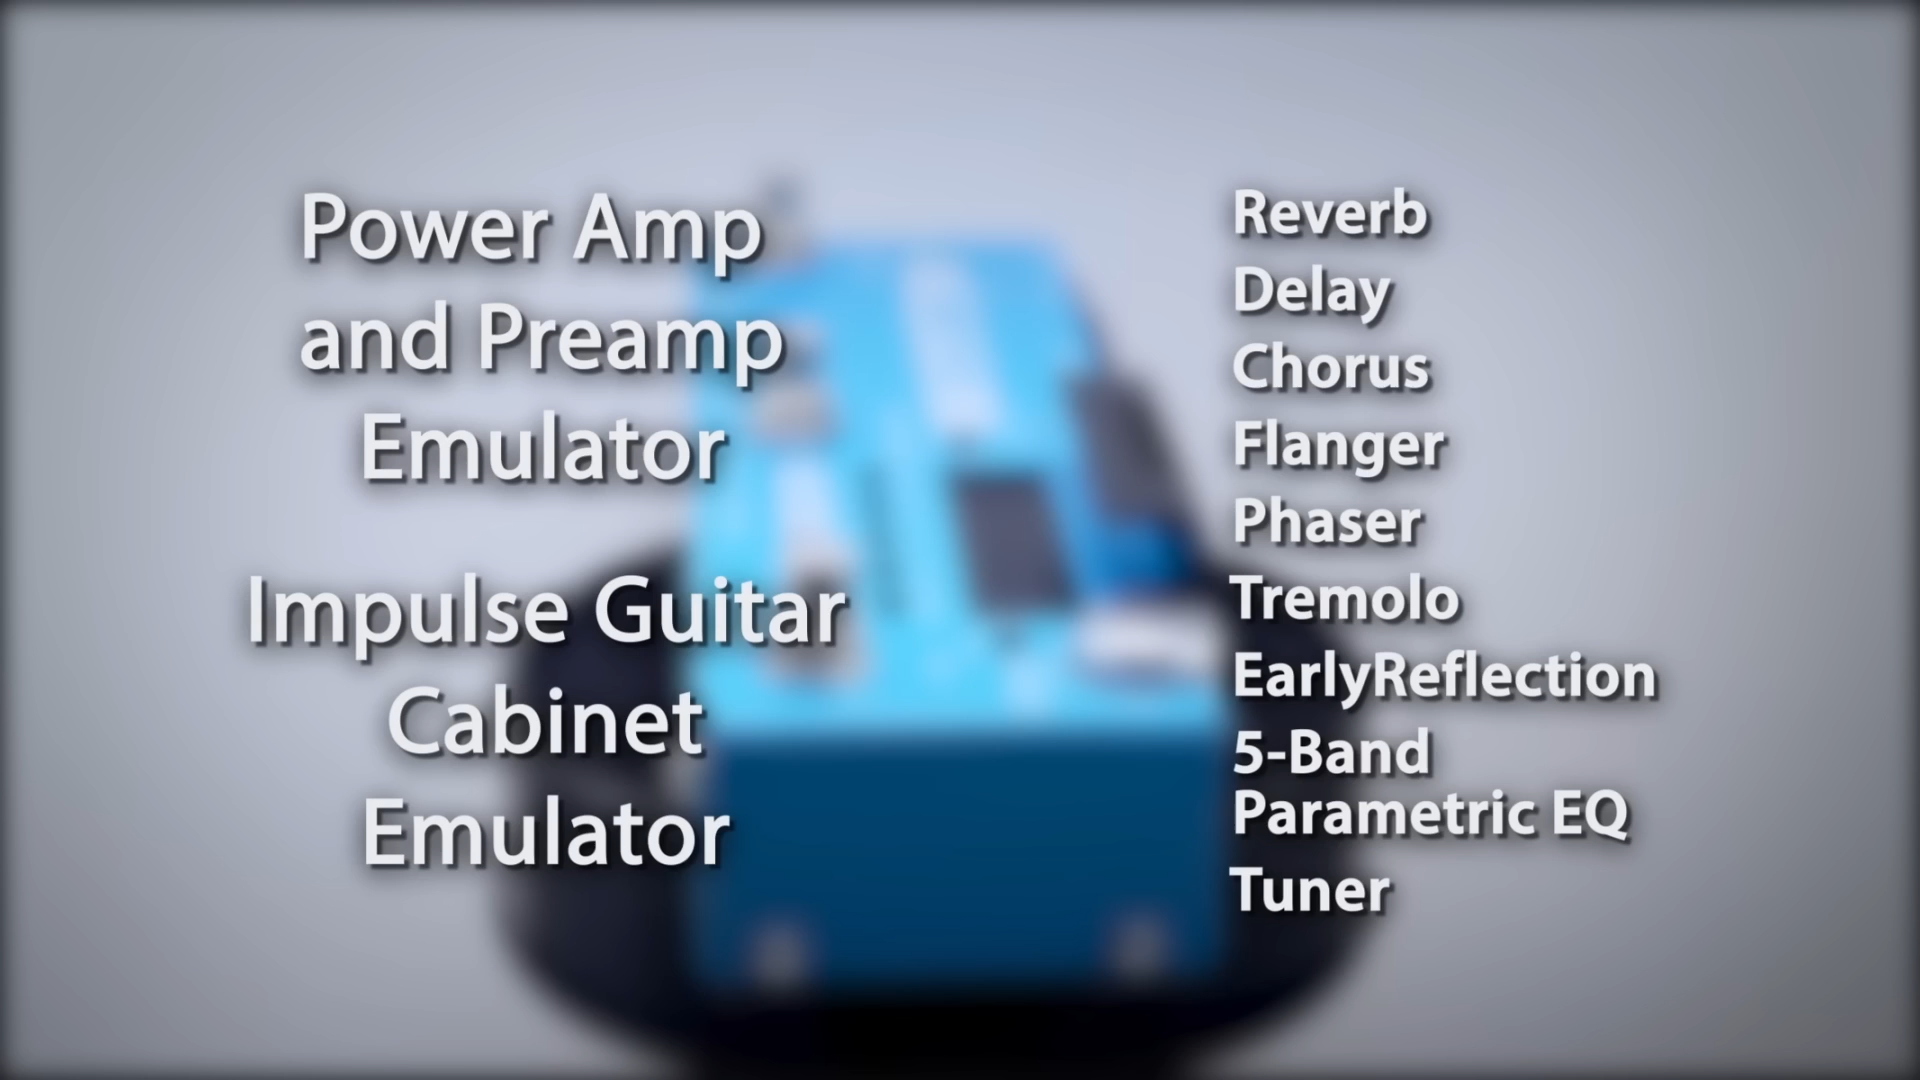 Power Amp
and Preamp
Emulator
Impulse Guitar
Cabinet
Emulator
Reverb
Delay
Chorus
Flanger
Phaser
Tremolo
EarlyReflection
5-Band
Parametric EQ
Tuner